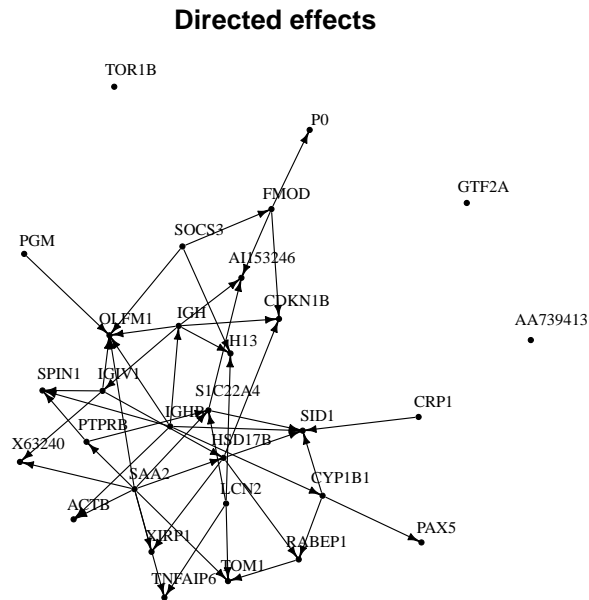 Directed effects
TOR1B
P0
FMOD
GTF2A
SOCS3
PGM
AI153246
CDKN1B
IGH
OLFM1
AA739413
H13
SPIN1
IGIV1
S1C22A4
CRP1
IGHB
SID1
PTPRB
X63240
HSD17B
SAA2
CYP1B1
LCN2
ACTB
PAX5
XIRP1
RABEP1
TOM1
TNFAIP6